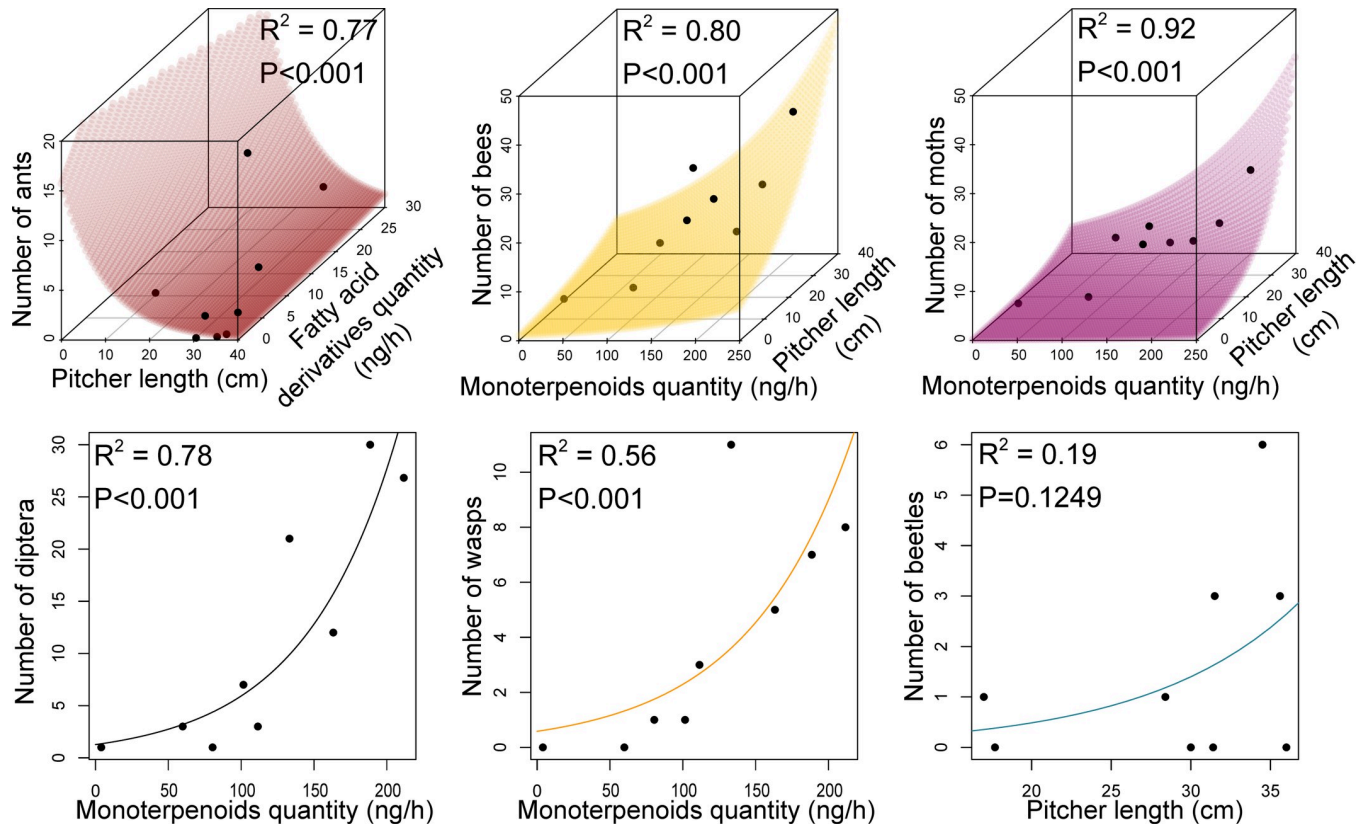 R² = 0.77
P<0.001
Number of ants
0
5
10
15
20
0 10 20 30 40
Pitcher length (cm)
0
5
10
15
20
25
30
Fatty acid
derivatives quantity
(ng/h)
R² = 0.80
P<0.001
Number of bees
0
10
20
30
40
50
0 50 100 150 200 250
Monoterpenoids quantity (ng/h)
0
10
20
30
40
Pitcher length
(cm)
R² = 0.92
P<0.001
Number of moths
0
10
20
30
40
50
0 50 100 150 200 250
Monoterpenoids quantity (ng/h)
0
10
20
30
40
Pitcher length
(cm)
R² = 0.78
P<0.001
Number of diptera
0
5
10
15
20
25
30
0 50 100 150 200
Monoterpenoids quantity (ng/h)
R² = 0.56
P<0.001
Number of wasps
0
2
4
6
8
10
0 50 100 150 200
Monoterpenoids quantity (ng/h)
R² = 0.19
P=0.1249
Number of beetles
0
1
2
3
4
5
6
20 25 30 35
Pitcher length (cm)